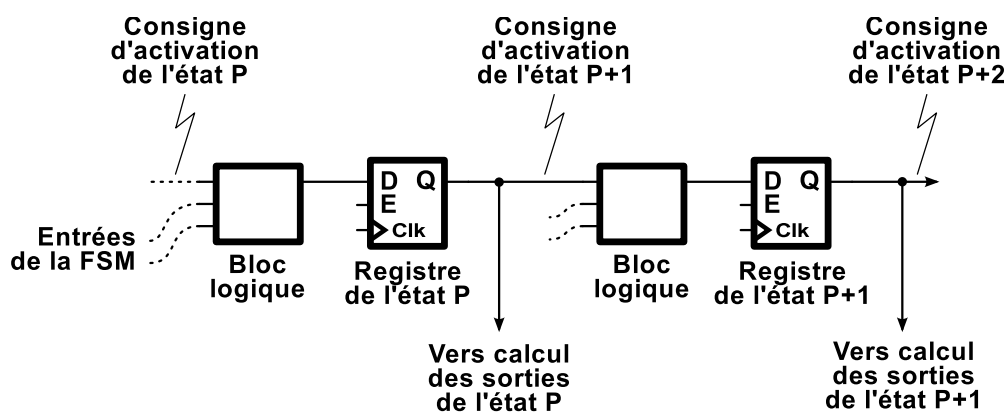 Consigne
d'activation
de l'état P
Consigne
d'activation
de l'état P+1
Consigne
d'activation
de l'état P+2
Entrées
de la FSM
Bloc
logique
D Q
E
Clk
Registre
de l'état P
Bloc
logique
D Q
E
Clk
Registre
de l'état P+1
Vers calcul
des sorties
de l'état P
Vers calcul
des sorties
de l'état P+1